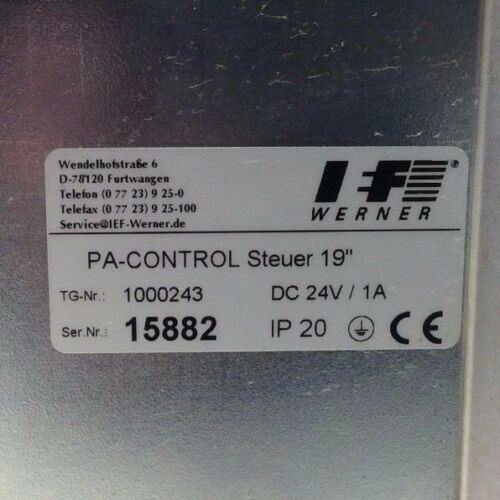 Wendelhofstraße 6
D-78120 Furtwangen
Telefon (0 77 23) 9 25-0
Telefax (0 77 23) 9 25-100
Service@IEF-Werner.de
IEF®
WERNER
PA-CONTROL Steuer 19"
TG-Nr.: 1000243 DC 24V / 1A
Ser.Nr.: 15882 IP 20 CE